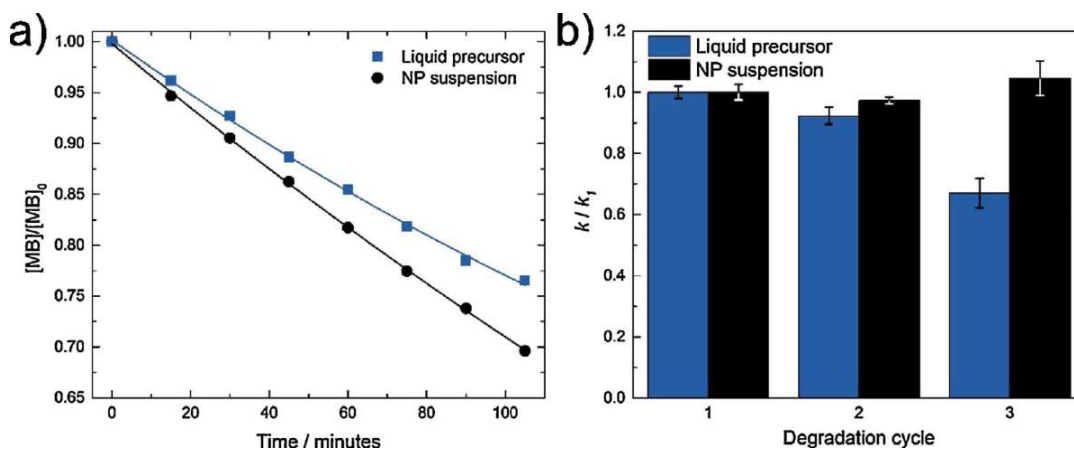 a)
1.00
0.95
0.90
0.85
0.80
0.75
0.70
0.65
[MB]/[MB]₀
Liquid precursor
NP suspension
0 20 40 60 80 100
Time / minutes
b)
1.2
1.0
0.8
0.6
0.4
0.2
0
k / k₁
Liquid precursor
NP suspension
1 2 3
Degradation cycle